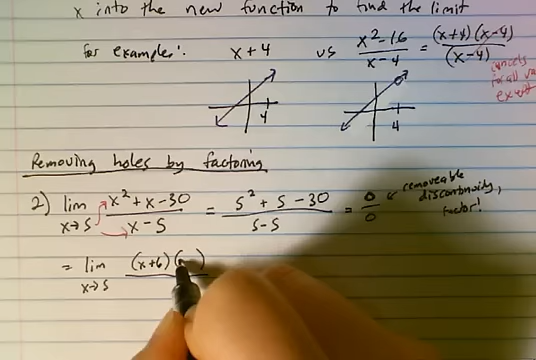 x into the new function to find the limit
for example: x + 4 vs (x² - 16)/(x - 4) = (x+4)(x-4)/(x-4)
cancels
for all
except
4
4
Removing holes by factoring
2) lim x→5 (x² + x - 30)/(x - 5) = (5² + 5 - 30)/(5 - 5) = 0/0 ← removeable
discontinuity,
factor!
= lim x→5 (x+6)( )